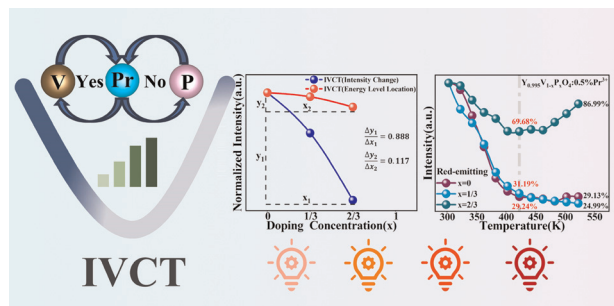 V Yes Pr No P
IVCT
Normalized Intensity(a.u.)
IVCT(Intensity Change)
IVCT(Energy Level Location)
y₂
x₂
y₁
x₁
Δy₁/Δx₁ = 0.888
Δy₂/Δx₂ = 0.117
0 1/3 2/3 1
Doping Concentration(x)
Intensity(a.u.)
Y₀.₉₉₅V₁₋ₓPₓO₄:0.5%Pr³⁺
86.99%
69.68%
Red-emitting
x=0
x=1/3
x=2/3
31.19%
29.24%
29.13%
24.99%
300 350 400 450 500 550
Temperature(K)